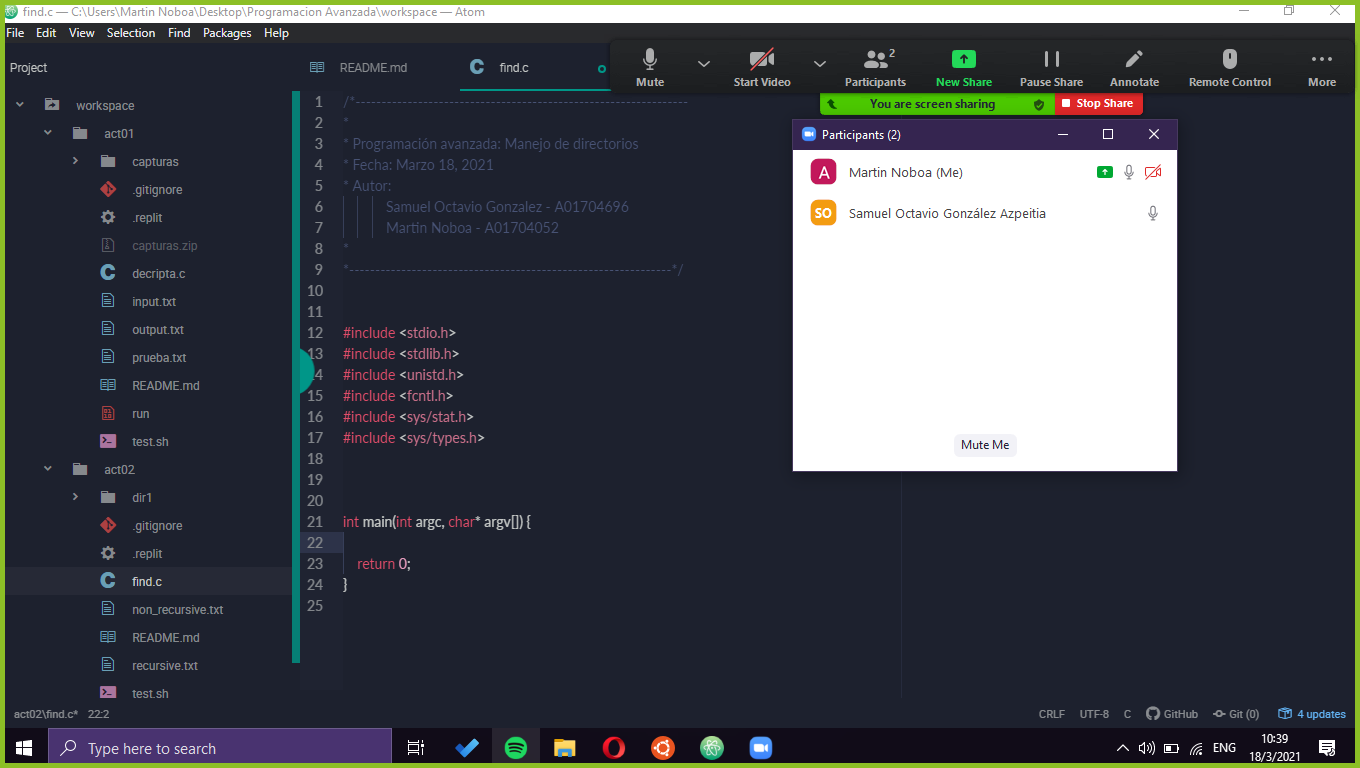 find.c — C:\Users\Martin Noboa\Desktop\Programacion Avanzada\workspace — Atom
File Edit View Selection Find Packages Help
Project
README.md
find.c
Mute
Start Video
2
Participants
New Share
Pause Share
Annotate
Remote Control
More
You are screen sharing
Stop Share
workspace
act01
capturas
.gitignore
.replit
capturas.zip
decripta.c
input.txt
output.txt
prueba.txt
README.md
run
test.sh
act02
dir1
.gitignore
.replit
find.c
non_recursive.txt
README.md
recursive.txt
test.sh
1 /*----------------------------------------------------------------
2 *
3 * Programación avanzada: Manejo de directorios
4 * Fecha: Marzo 18, 2021
5 * Autor:
6 Samuel Octavio Gonzalez - A01704696
7 Martin Noboa - A01704052
8 *
9 *--------------------------------------------------------------*/
10
11
12 #include <stdio.h>
13 #include <stdlib.h>
14 #include <unistd.h>
15 #include <fcntl.h>
16 #include <sys/stat.h>
17 #include <sys/types.h>
18
19
20
21 int main(int argc, char* argv[]) {
22
23 return 0;
24 }
25
Participants (2)
A Martin Noboa (Me)
SO Samuel Octavio González Azpeitia
Mute Me
act02\find.c* 22:2
CRLF UTF-8 C GitHub Git (0) 4 updates
Type here to search
ENG
10:39
18/3/2021